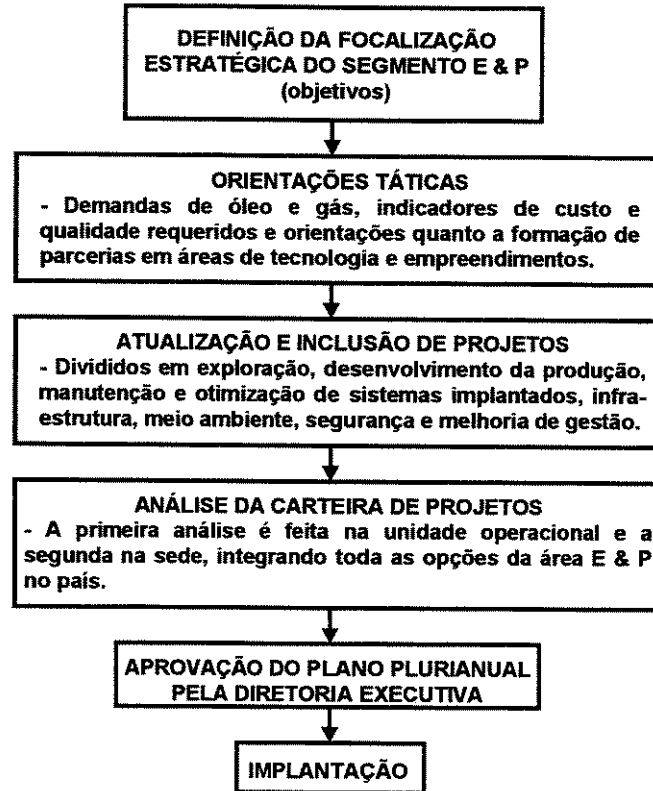 DEFINIÇÃO DA FOCALIZAÇÃO
ESTRATÉGICA DO SEGMENTO E & P
(objetivos)
ORIENTAÇÕES TÁTICAS
- Demandas de óleo e gás, indicadores de custo e
qualidade requeridos e orientações quanto a formação de
parcerias em áreas de tecnologia e empreendimentos.
ATUALIZAÇÃO E INCLUSÃO DE PROJETOS
- Divididos em exploração, desenvolvimento da produção,
manutenção e otimização de sistemas implantados, infra-
estrutura, meio ambiente, segurança e melhoria de gestão.
ANÁLISE DA CARTEIRA DE PROJETOS
- A primeira análise é feita na unidade operacional e a
segunda na sede, integrando toda as opções da área E & P
no país.
APROVAÇÃO DO PLANO PLURIANUAL
PELA DIRETORIA EXECUTIVA
IMPLANTAÇÃO